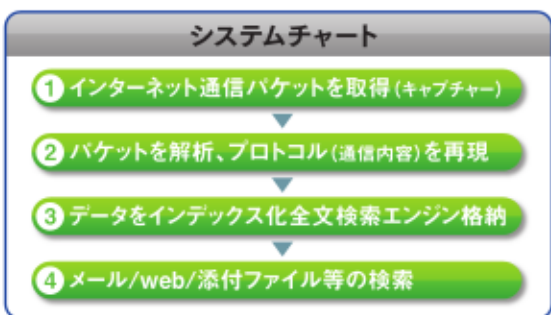 システムチャート
1 インターネット通信パケットを取得(キャプチャー)
2 パケットを解析、プロトコル(通信内容)を再現
3 データをインデックス化全文検索エンジン格納
4 メール/web/添付ファイル等の検索